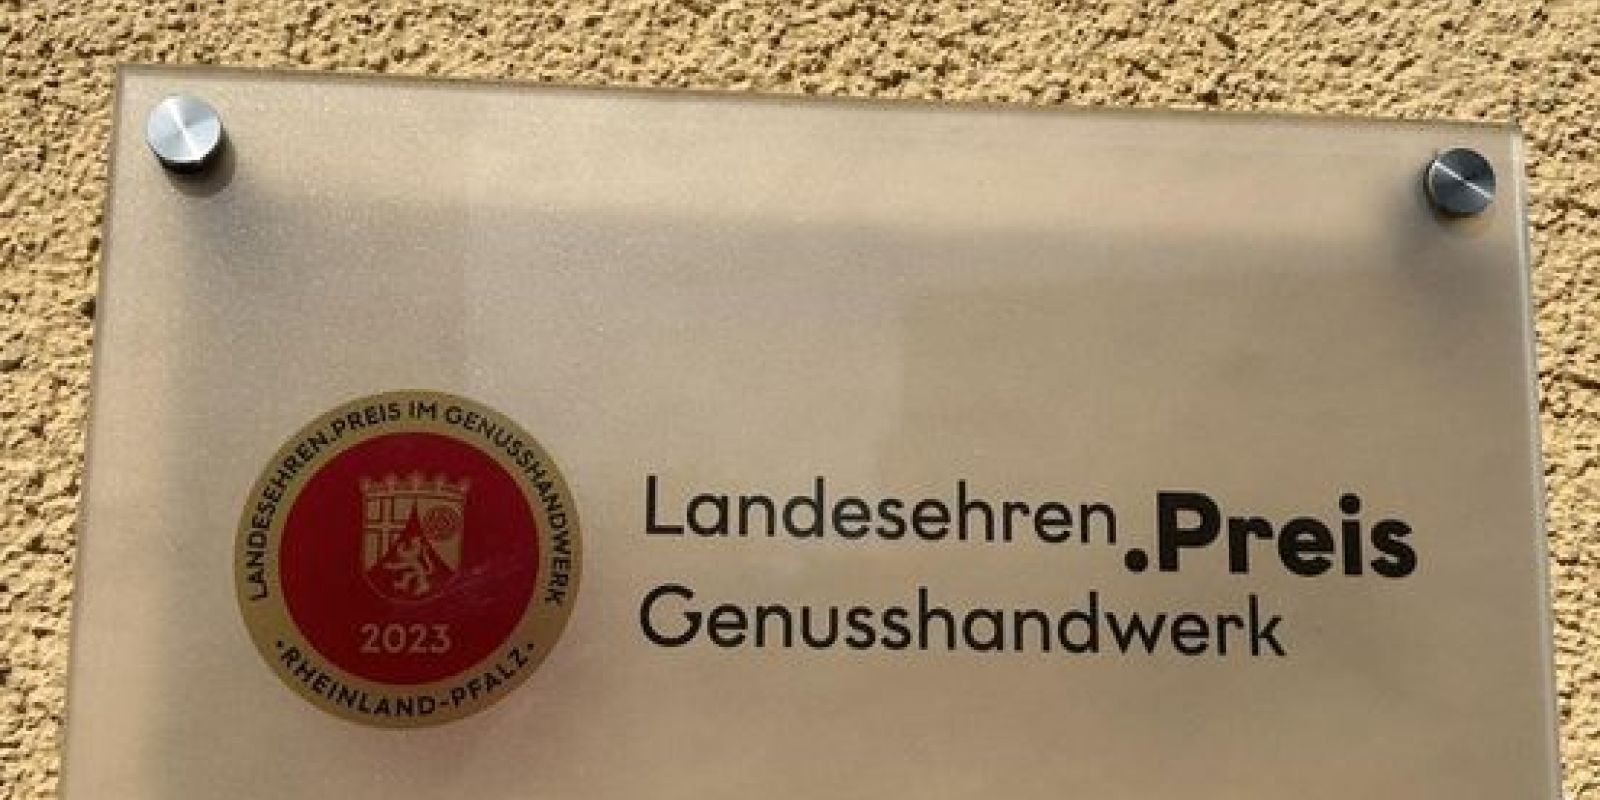 LANDESEHREN.PREIS IM GENUSSHANDWERK
2023
·RHEINLAND-PFALZ·
Landesehren.Preis
Genusshandwerk